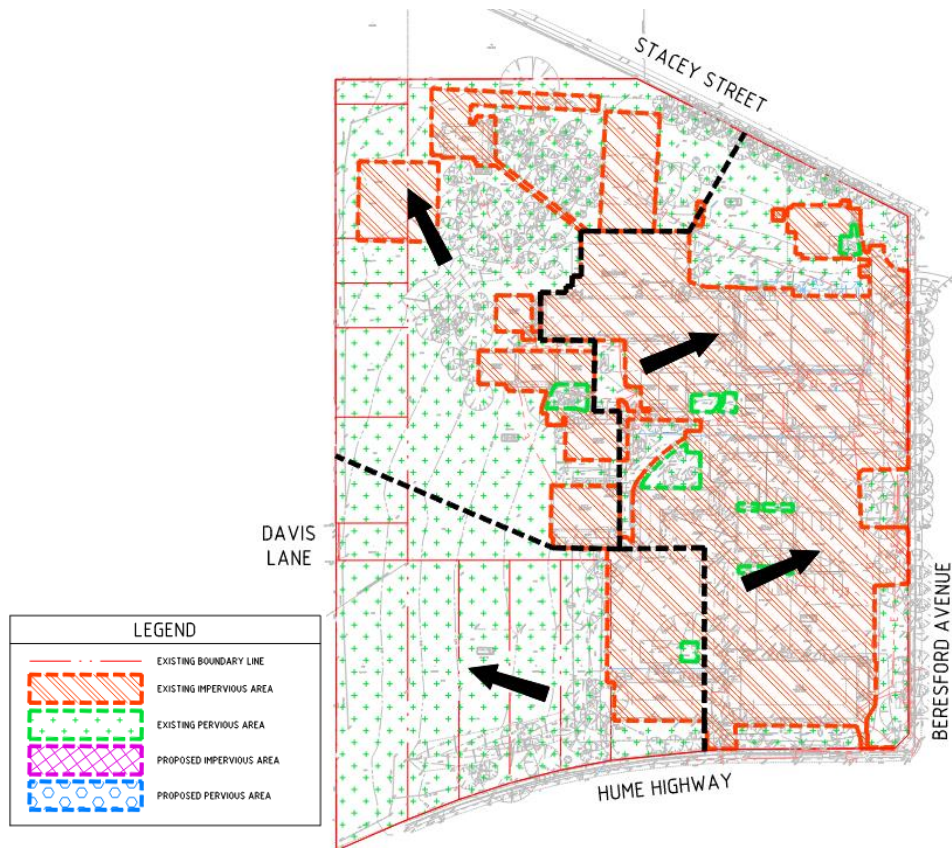 STACEY STREET
DAVIS
LANE
BERESFORD AVENUE
HUME HIGHWAY
LEGEND
EXISTING BOUNDARY LINE
EXISTING IMPERVIOUS AREA
EXISTING PERVIOUS AREA
PROPOSED IMPERVIOUS AREA
PROPOSED PERVIOUS AREA